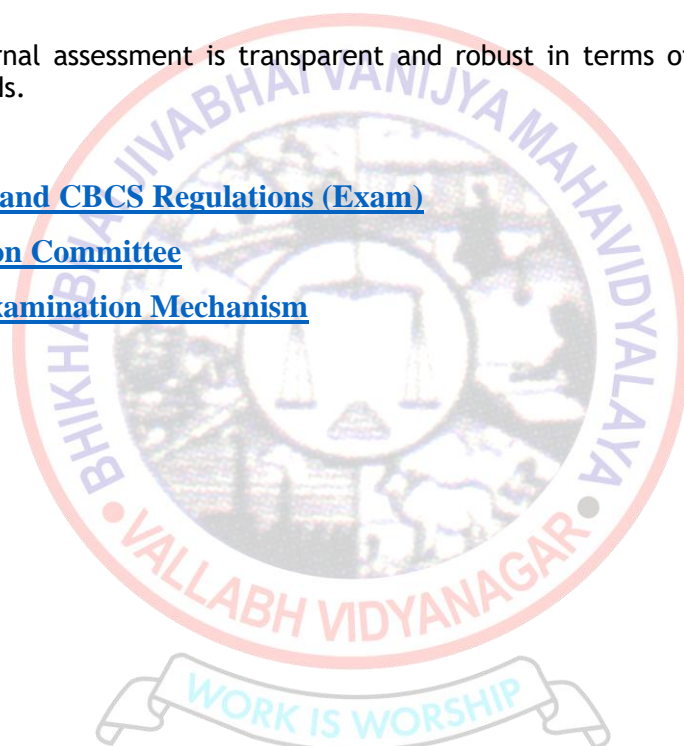 rnal assessment is transparent and robust in terms of
ds.
and CBCS Regulations (Exam)
on Committee
xamination Mechanism
BHIKHABHAI JIVABHAI VANIJYA MAHAVIDYALAYA
VALLABH VIDYANAGAR
WORK IS WORSHIP